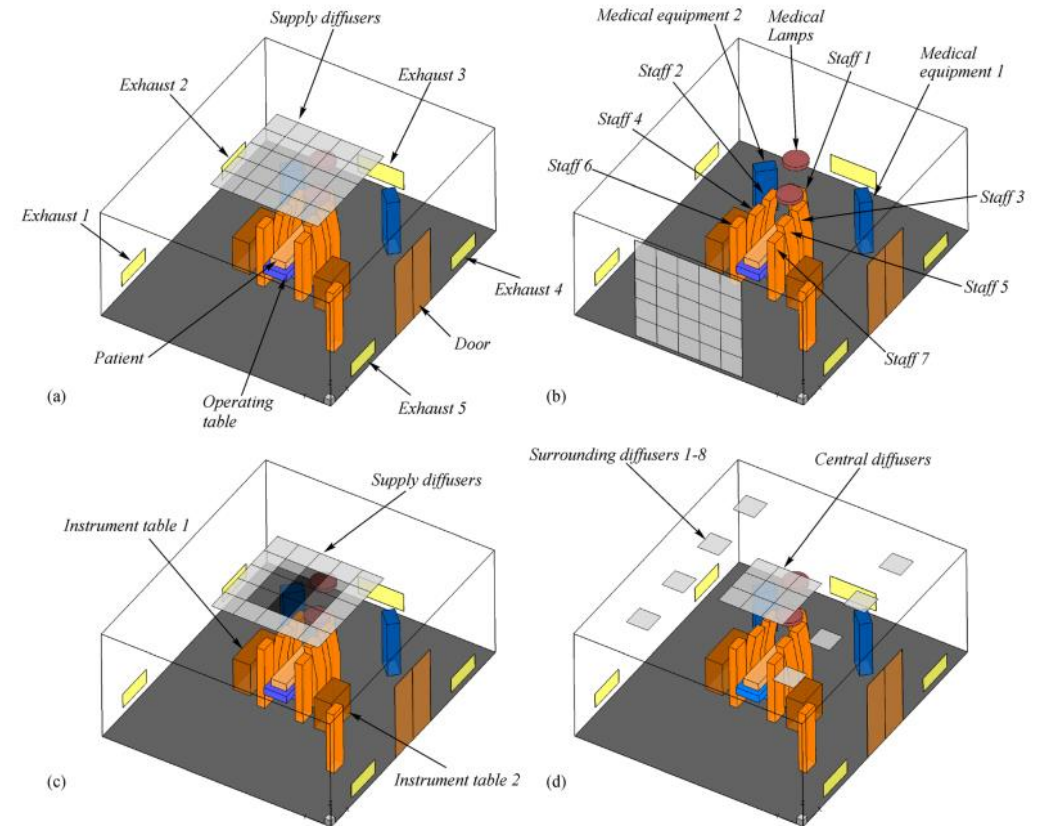 Supply diffusers
Exhaust 2
Exhaust 3
Exhaust 1
Exhaust 4
Door
Patient
Operating
table
Exhaust 5
(a)
Medical equipment 2
Medical
Lamps
Staff 1
Medical
equipment 1
Staff 2
Staff 4
Staff 6
Staff 3
Staff 5
Staff 7
(b)
Supply diffusers
Instrument table 1
Instrument table 2
(c)
Surrounding diffusers 1-8
Central diffusers
(d)